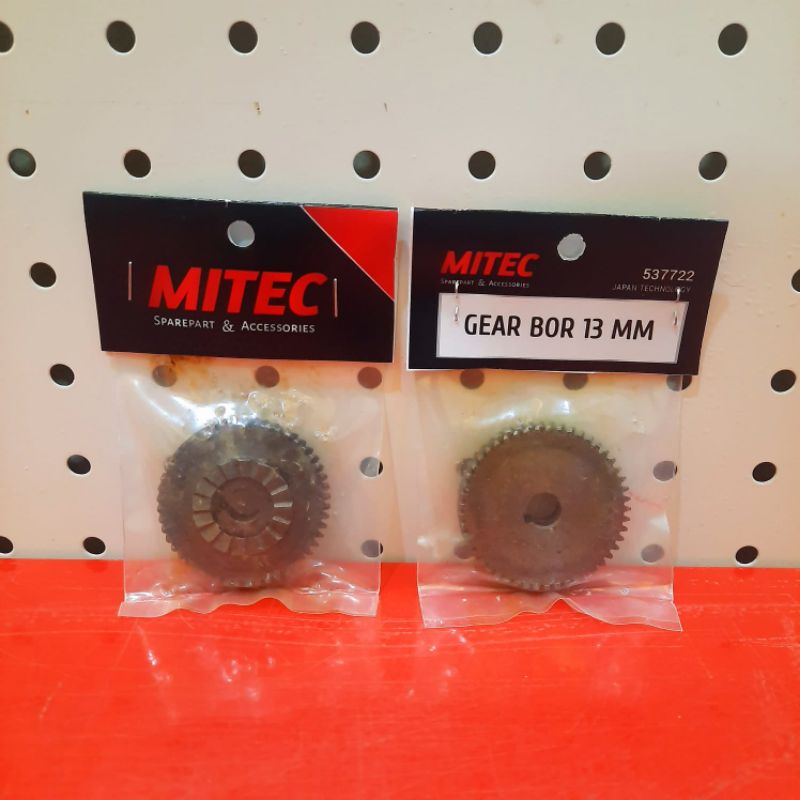 MITEC
SPAREPART & ACCESSORIES
MITEC
SPAREPART & ACCESSORIES
537722
JAPAN TECHNOLOGY
GEAR BOR 13 MM